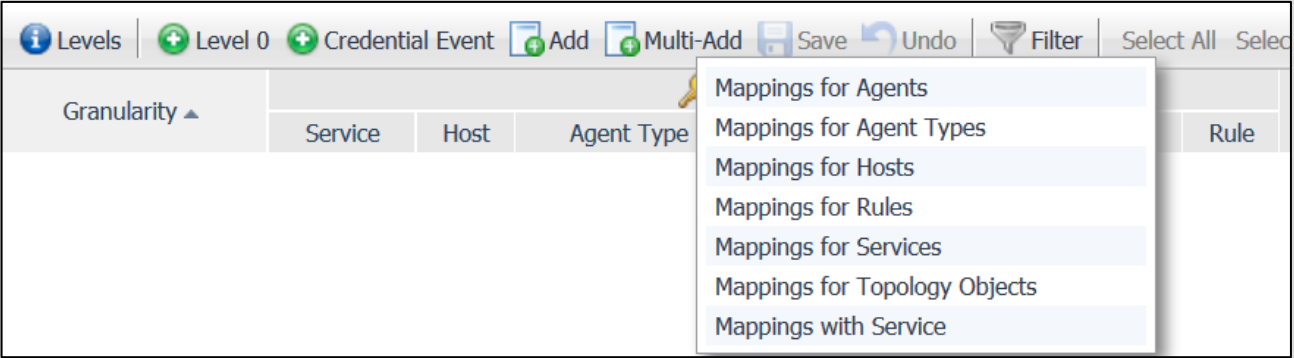 Levels Level 0 Credential Event Add Multi-Add Save Undo Filter Select All
Granularity
Service Host Agent Type Rule
Mappings for Agents
Mappings for Agent Types
Mappings for Hosts
Mappings for Rules
Mappings for Services
Mappings for Topology Objects
Mappings with Service